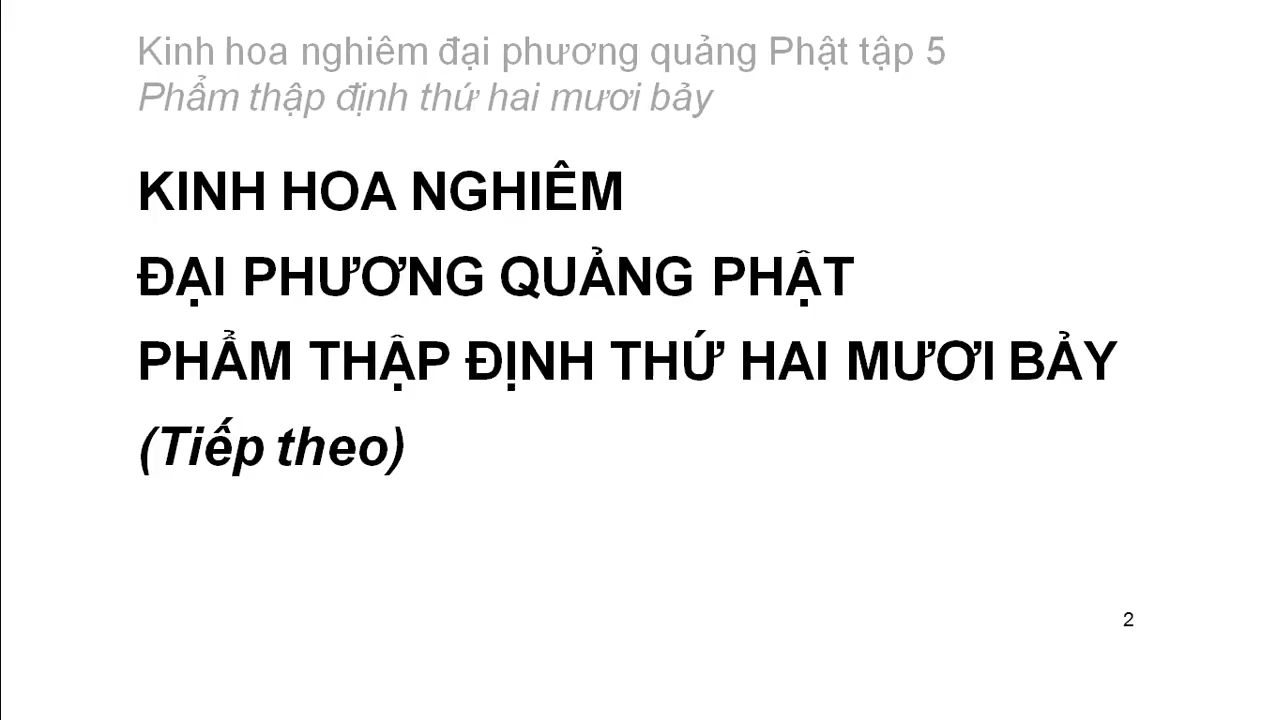 Kinh hoa nghiêm đại phương quảng Phật tập 5
Phẩm thập định thứ hai mươi bảy
KINH HOA NGHIÊM
ĐẠI PHƯƠNG QUẢNG PHẬT
PHẨM THẬP ĐỊNH THỨ HAI MƯƠI BẢY
(Tiếp theo)
2